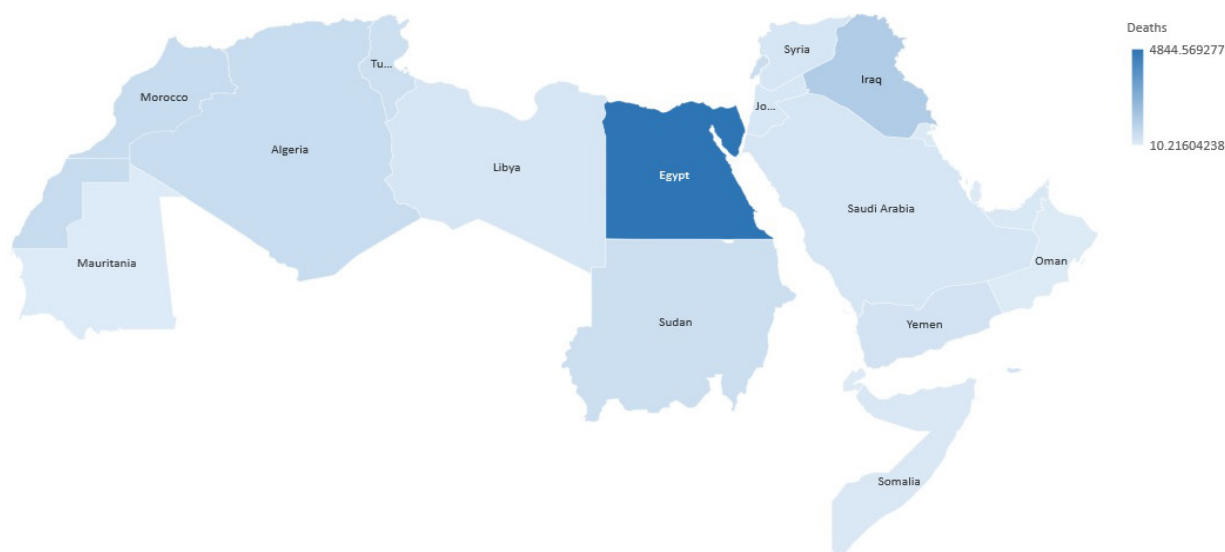 Deaths
4844.569277
10.21604238
Syria
Iraq
Tu...
Morocco
Jo...
Algeria
Libya
Egypt
Saudi Arabia
Mauritania
Oman
Sudan
Yemen
Somalia